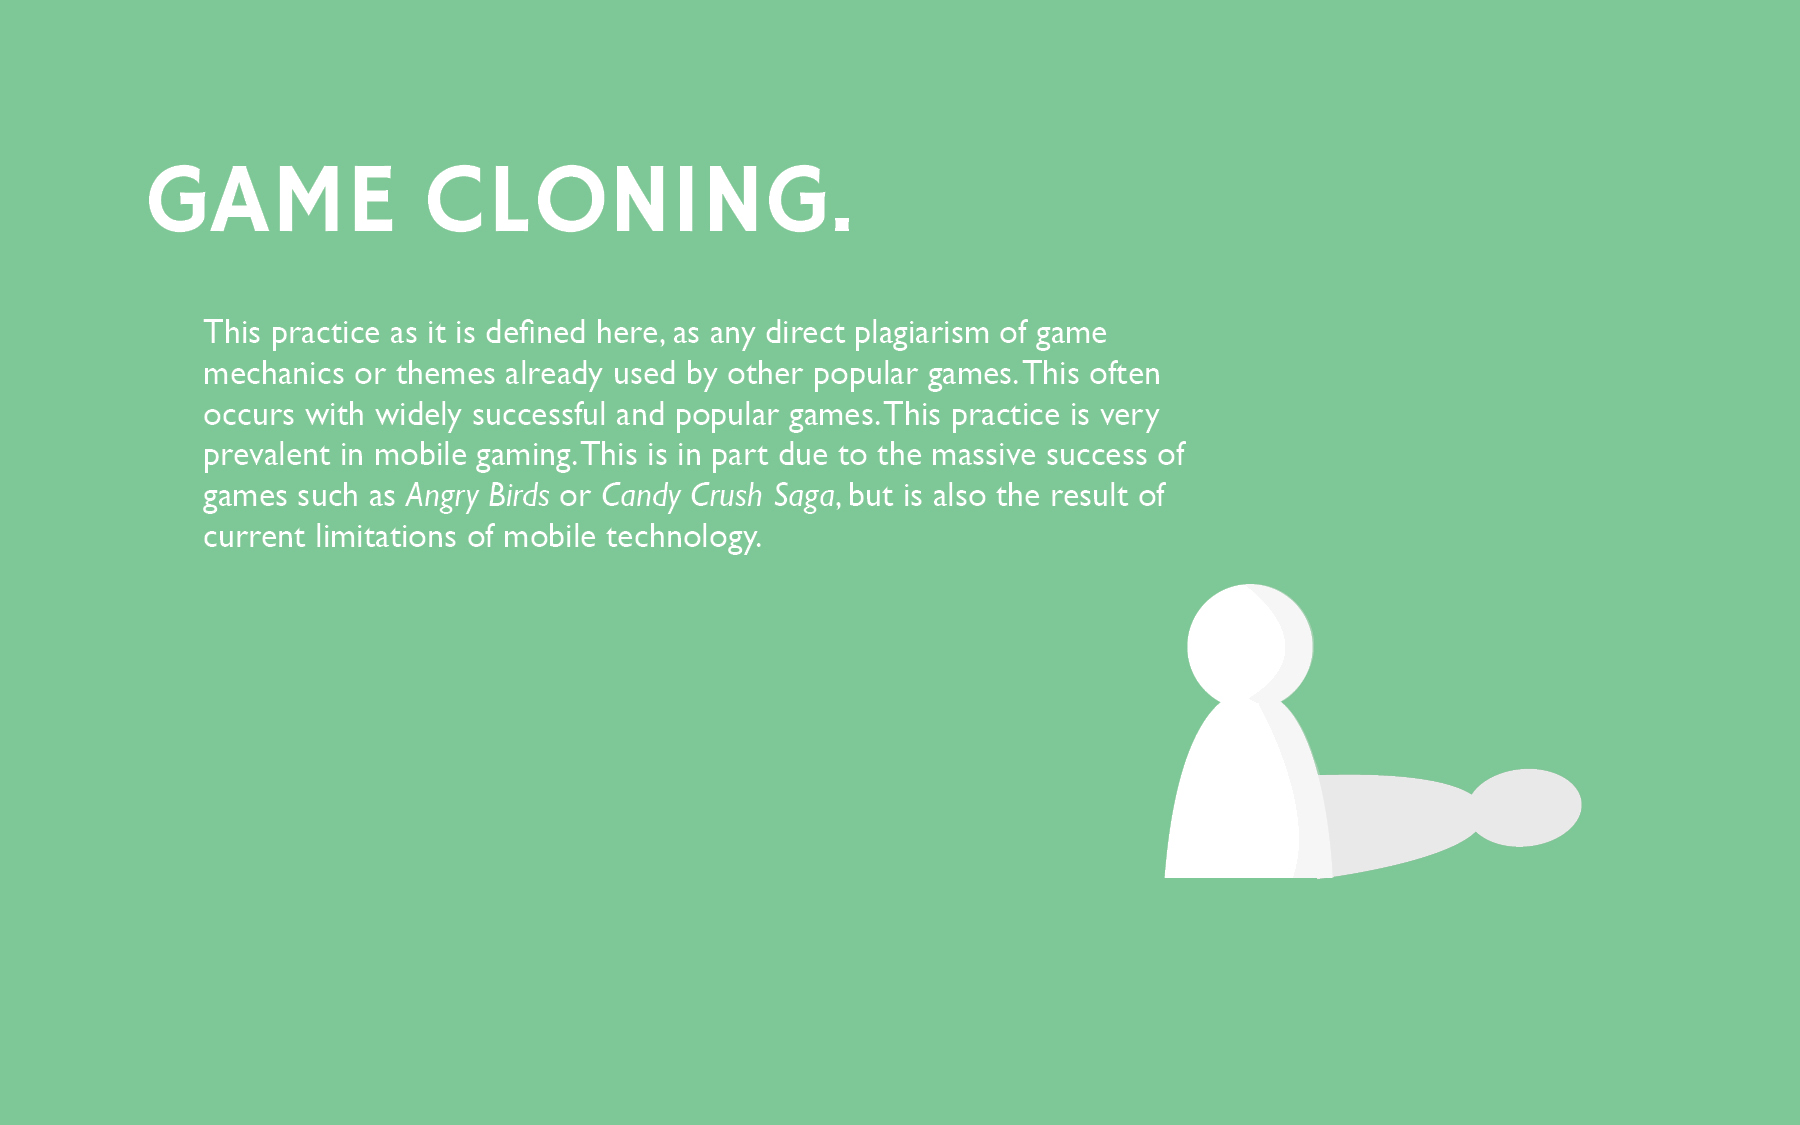 GAME CLONING.
This practice as it is defined here, as any direct plagiarism of game
mechanics or themes already used by other popular games. This often
occurs with widely successful and popular games. This practice is very
prevalent in mobile gaming. This is in part due to the massive success of
games such as Angry Birds or Candy Crush Saga, but is also the result of
current limitations of mobile technology.